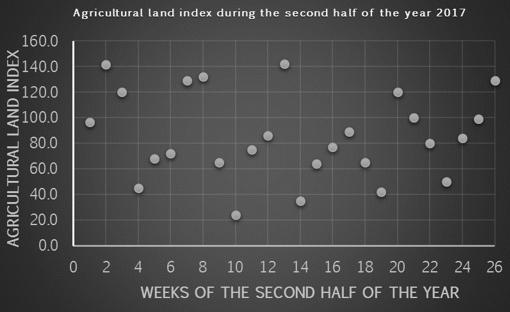 Agricultural land index during the second half of the year 2017
AGRICULTURAL LAND INDEX
160.0
140.0
120.0
100.0
80.0
60.0
40.0
20.0
0.0
0 2 4 6 8 10 12 14 16 18 20 22 24 26
WEEKS OF THE SECOND HALF OF THE YEAR